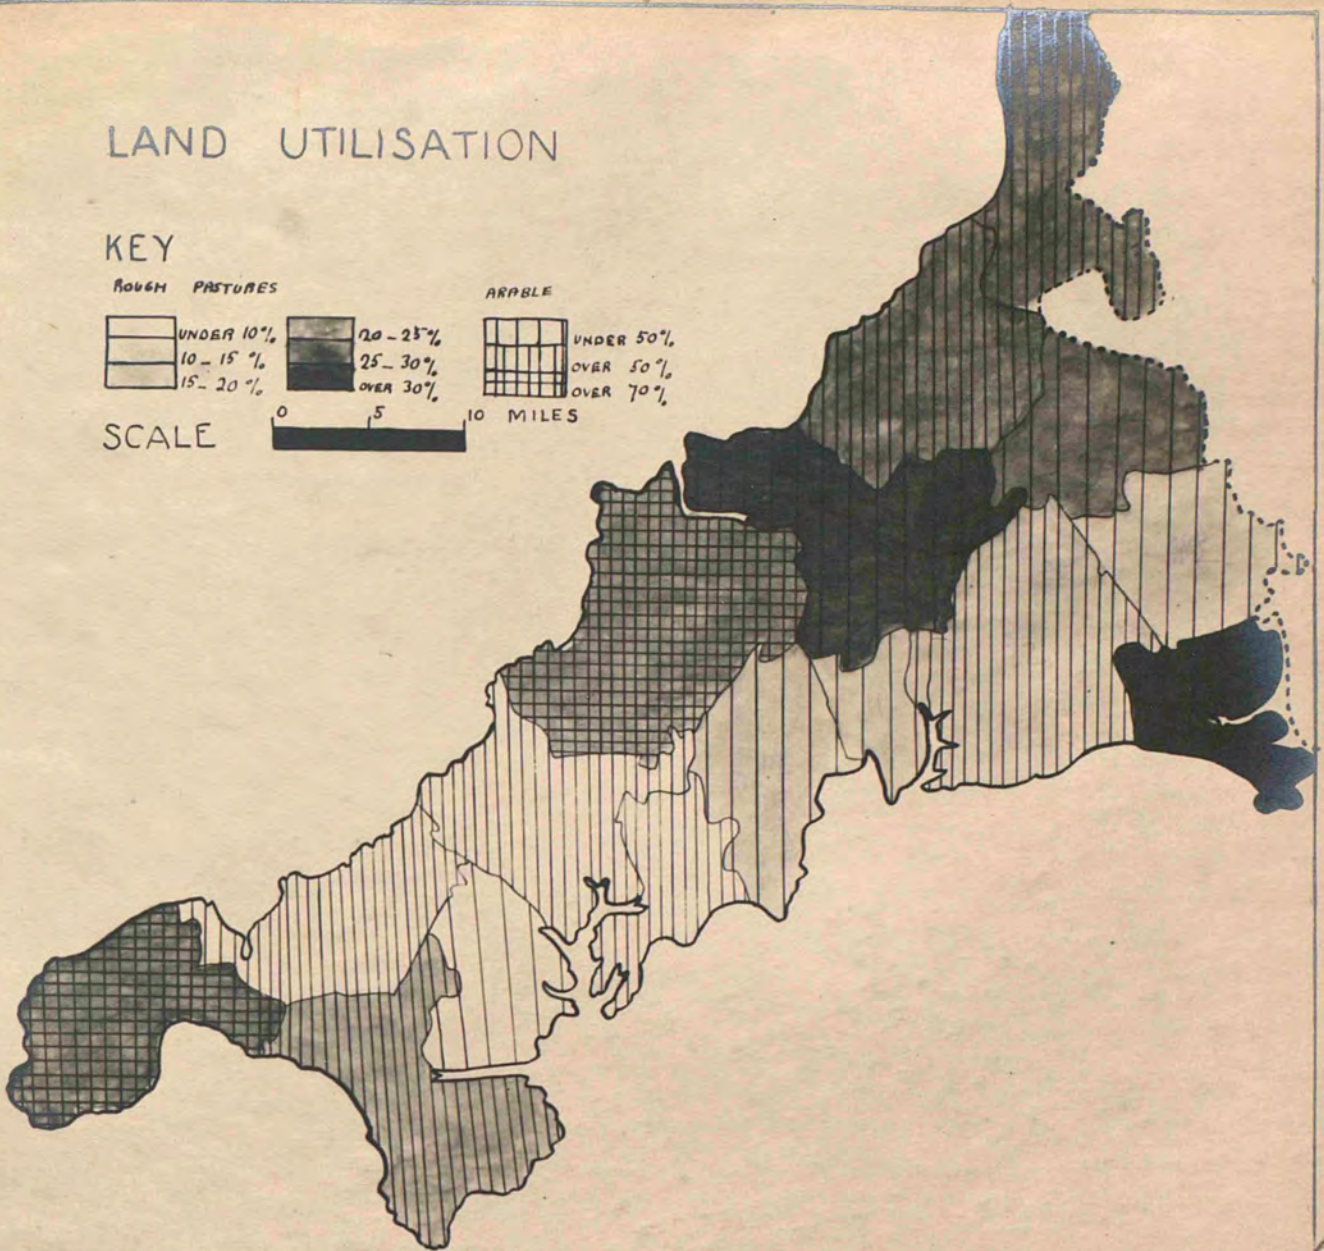 LAND UTILISATION
KEY
ROUGH PASTURES
UNDER 10%
10-15 %
15-20 %
20-25%
25-30%
OVER 30%
ARABLE
UNDER 50%
OVER 50%
OVER 70%
SCALE
0 5 10 MILES